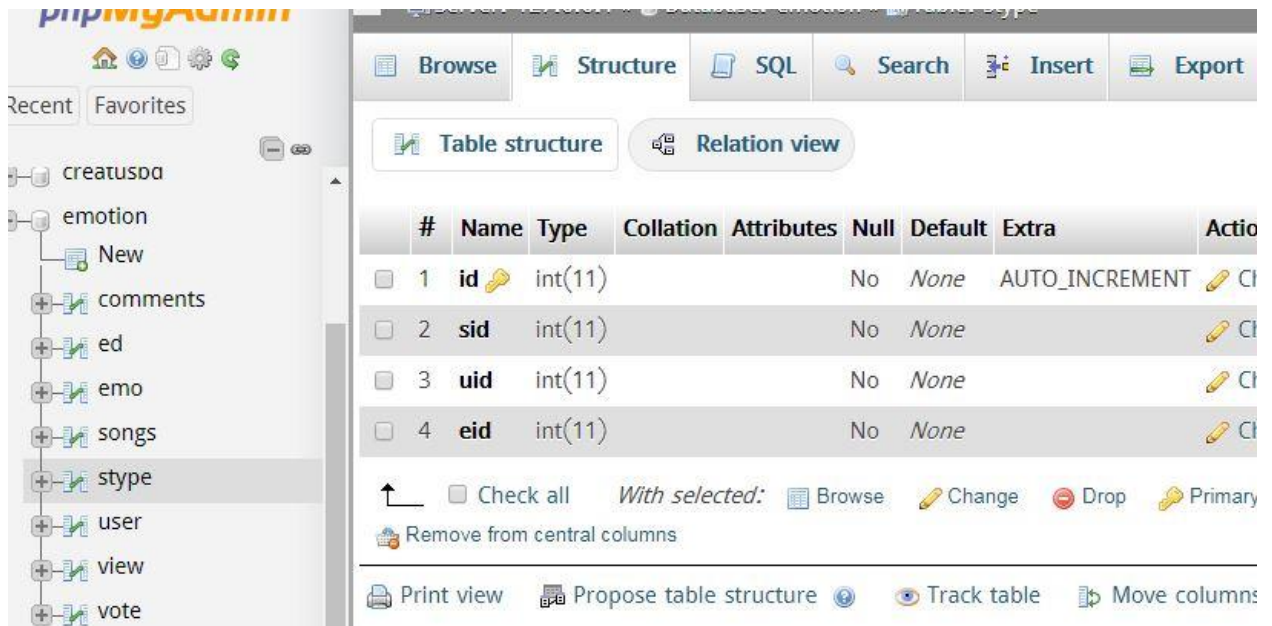 phpMyAdmin
Recent Favorites
creatusbd
emotion
New
comments
ed
emo
songs
stype
user
view
vote
Browse Structure SQL Search Insert Export
Table structure Relation view
# Name Type Collation Attributes Null Default Extra
1 id int(11) No None AUTO_INCREMENT
2 sid int(11) No None
3 uid int(11) No None
4 eid int(11) No None
Check all With selected: Browse Change Drop Primary
Remove from central columns
Print view Propose table structure Track table Move columns